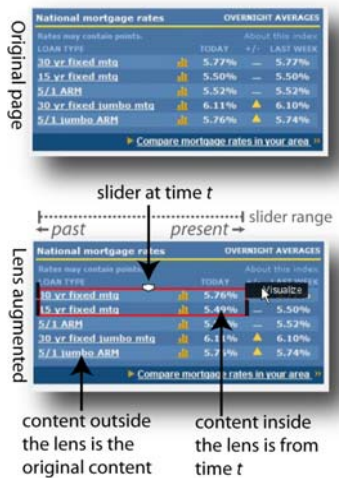 Original page
National mortgage rates OVERNIGHT AVERAGES
Rates may contain points. About this index
LOAN TYPE TODAY +/- LAST WEEK
30 yr fixed mtg 5.77% — 5.77%
15 yr fixed mtg 5.50% — 5.50%
5/1 ARM 5.52% — 5.52%
30 yr fixed jumbo mtg 6.11% 6.10%
5/1 jumbo ARM 5.76% 5.74%
Compare mortgage rates in your area »
slider at time t
slider range
past present
Lens augmented
National mortgage rates OVERNIGHT AVERAGES
Rates may contain points. About this index
LOAN TYPE TODAY LAST WEEK
Visualize
30 yr fixed mtg 5.76%
15 yr fixed mtg 5.49% — 5.50%
5/1 ARM 5.52%
30 yr fixed jumbo mtg 6.10%
5/1 jumbo ARM 5.74%
Compare mortgage rates in your area »
content outside
the lens is the
original content
content inside
the lens is from
time t